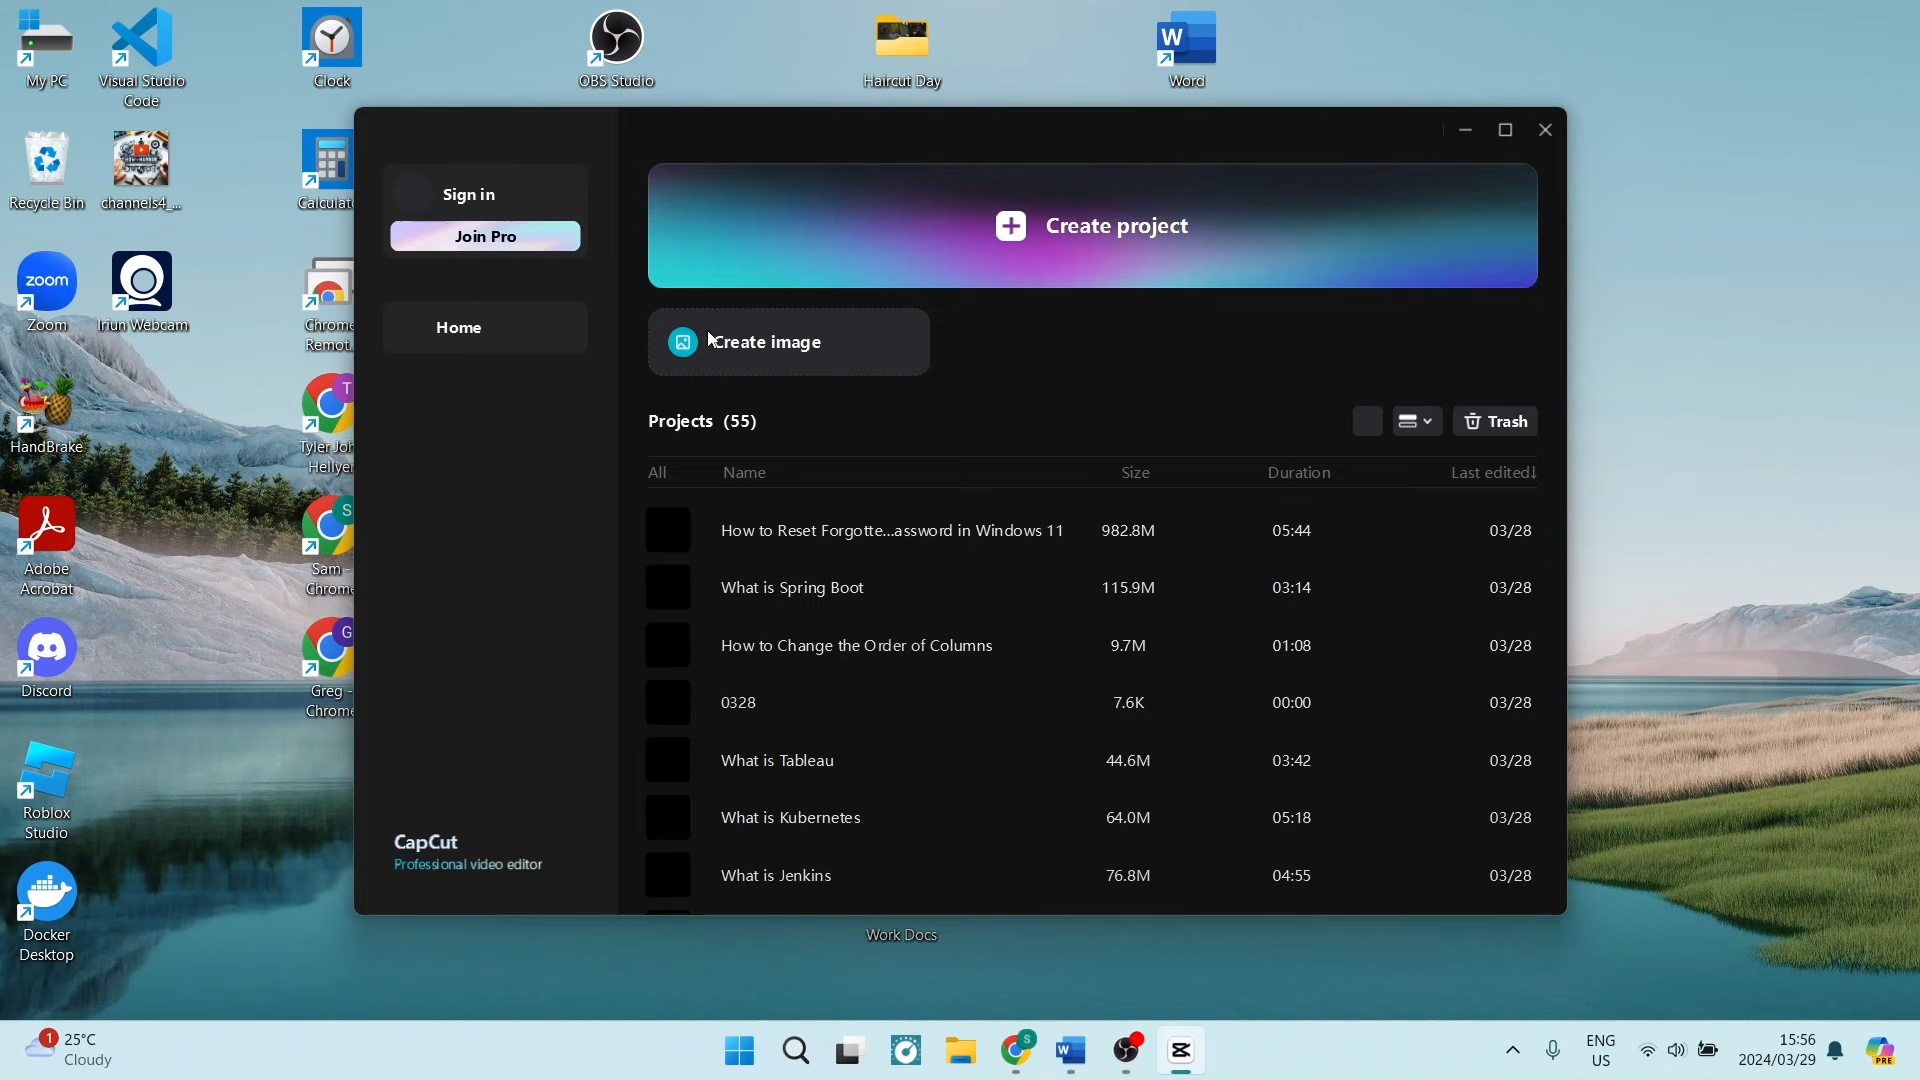 My PC
Visual Studio
Code
Clock
OBS Studio
Haircut Day
W
Word
Recycle Bin
channels4_...
Calculat
zoom
Zoom
Iriun Webcam
Chrome
Remot...
HandBrake
T
Tyler Jo
Hellye
Adobe
Acrobat
S
Sam -
Chrome
Discord
G
Greg -
Chrome
Roblox
Studio
Docker
Desktop
Work Docs
Sign in
Join Pro
Home
CapCut
Professional video editor
Create project
Create image
Projects (55)
Trash
All Name Size Duration Last edited↓
How to Reset Forgotte...assword in Windows 11 982.8M 05:44 03/28
What is Spring Boot 115.9M 03:14 03/28
How to Change the Order of Columns 9.7M 01:08 03/28
0328 7.6K 00:00 03/28
What is Tableau 44.6M 03:42 03/28
What is Kubernetes 64.0M 05:18 03/28
What is Jenkins 76.8M 04:55 03/28
1
25°C
Cloudy
S
W
ENG
US
15:56
2024/03/29
PRE